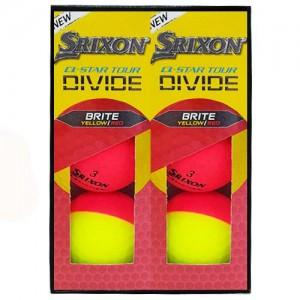 NEW
SRIXON
Q-STAR TOUR
DIVIDE
BRITE
YELLOW/RED
3
SRIXON
NEW
SRIXON
Q-STAR TOUR
DIVIDE
BRITE
YELLOW/RED
3
SRIXON